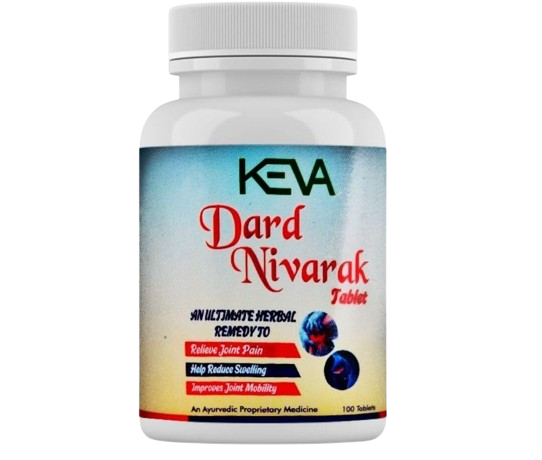 KEVA
Dard
Nivarak
Tablet
AN ULTIMATE HERBAL
REMEDY TO
Relieve Joint Pain
Help Reduce Swelling
Improves Joint Mobility
An Ayurvedic Proprietary Medicine 100 Tablets